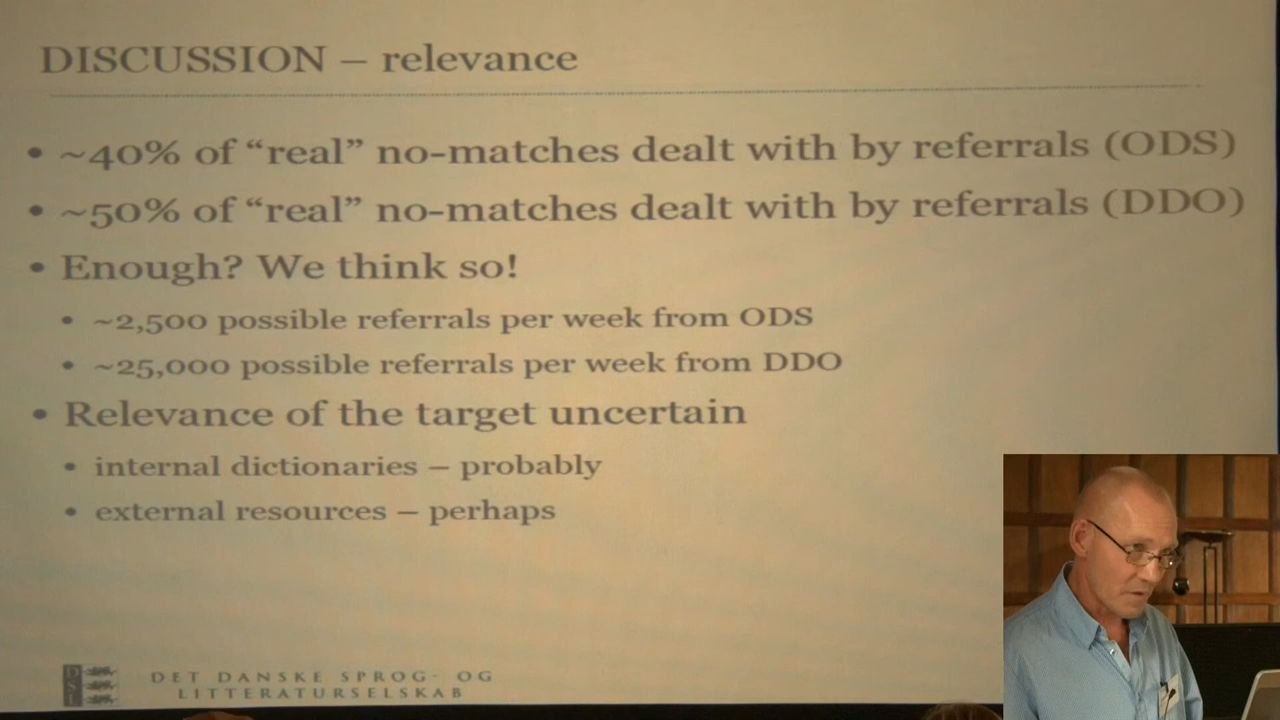 DISCUSSION – relevance
• ~40% of “real” no-matches dealt with by referrals (ODS)
• ~50% of “real” no-matches dealt with by referrals (DDO)
• Enough? We think so!
• ~2,500 possible referrals per week from ODS
• ~25,000 possible referrals per week from DDO
• Relevance of the target uncertain
• internal dictionaries – probably
• external resources – perhaps
DSL
DET DANSKE SPROG- OG
LITTERATURSELSKAB